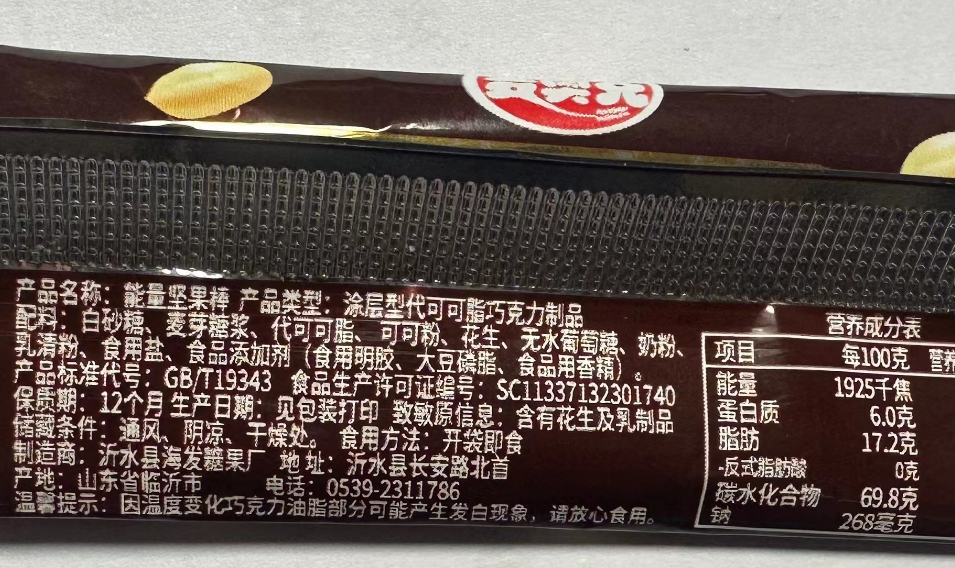 产品名称：能量坚果棒 产品类型：涂层型代可可脂巧克力制品
配料：白砂糖、麦芽糖浆、代可可脂、可可粉、花生、无水葡萄糖、奶粉、
乳清粉、食用盐、食品添加剂（食用明胶、大豆磷脂、食品用香精）。
产品标准代号：GB/T19343 食品生产许可证编号：SC11337132301740
保质期：12个月 生产日期：见包装打印 致敏原信息：含有花生及乳制品
储藏条件：通风、阴凉、干燥处。 食用方法：开袋即食
制造商：沂水县海发糖果厂 地址：沂水县长安路北首
产地：山东省临沂市 电话：0539-2311786
温馨提示：因温度变化巧克力油脂部分可能产生发白现象，请放心食用。
营养成分表
项目 每100克 营养
能量 1925千焦
蛋白质 6.0克
脂肪 17.2克
-反式脂肪酸 0克
碳水化合物 69.8克
钠 268毫克